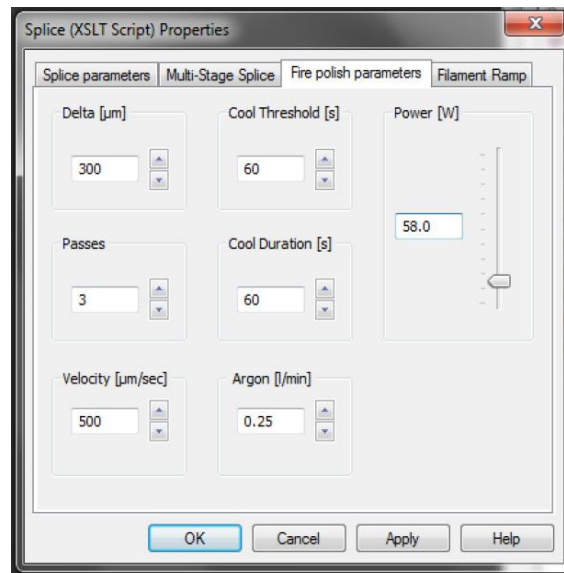 Splice (XSLT Script) Properties
Splice parameters Multi-Stage Splice Fire polish parameters Filament Ramp
Delta [µm] Cool Threshold [s] Power [W]
300 60
58.0
Passes Cool Duration [s]
3 60
Velocity [µm/sec] Argon [l/min]
500 0.25
OK Cancel Apply Help